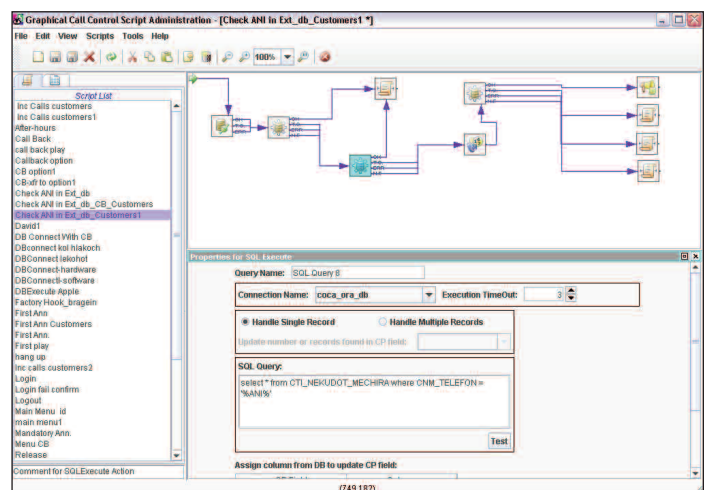 Graphical Call Control Script Administration - [Check ANI in Ext_db_Customers1 *]
File Edit View Scripts Tools Help
100%
Script List
Inc Calls customers
Inc Calls customers1
After-hours
Call Back
call back play
Callback option
CB option1
CB-xfr to option1
Check ANI in Ext_db
Check ANI in Ext_db_CB_Customers
Check ANI in Ext_db_Customers1
David1
DB Connect With CB
DBconnect kol hlakoch
DBConnect lekohot
DBConnect-hardware
DBConnectl-software
DBExecute Apple
Factory Hook_bragein
First Ann
First Ann Customers
First Ann.
First play
hang up
Inc calls customers2
Login
Login fail confirm
Logout
Main Menu id
main menu1
Mandatory Ann.
Menu CB
Release
Comment for SQLExecute Action
Properties for SQL Execute
Query Name: SQL Query 6
Connection Name: coca_ora_db Execution TimeOut: 3
Handle Single Record Handle Multiple Records
Update number or records found in CP field:
SQL Query:
select * from CTI_NEKUDOT_MECHIRA where CNM_TELEFON =
'%ANI%'
Test
Assign column from DB to update CP field:
(749,182)